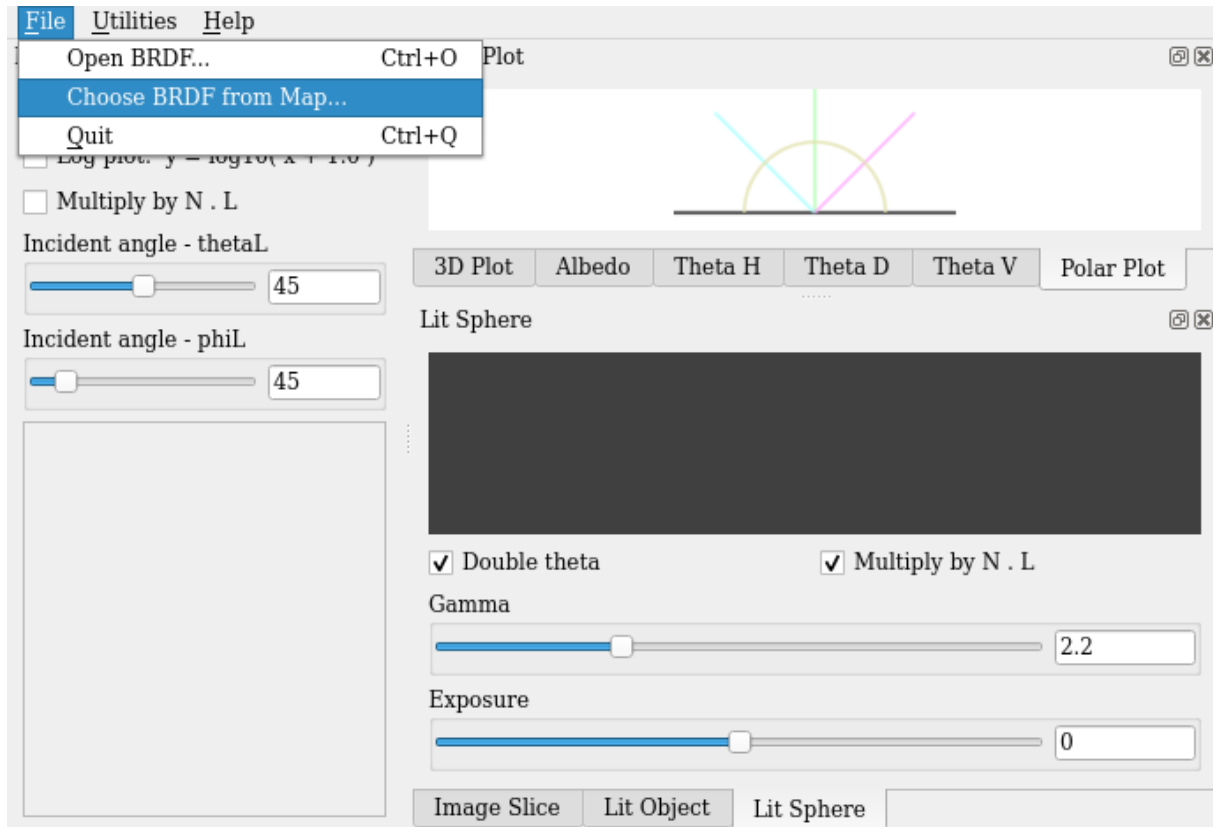 File Utilities Help
Open BRDF... Ctrl+O
Choose BRDF from Map...
Quit Ctrl+Q
Plot
Multiply by N . L
Incident angle - thetaL
45
Incident angle - phiL
45
3D Plot Albedo Theta H Theta D Theta V Polar Plot
Lit Sphere
Double theta Multiply by N . L
Gamma
2.2
Exposure
0
Image Slice Lit Object Lit Sphere